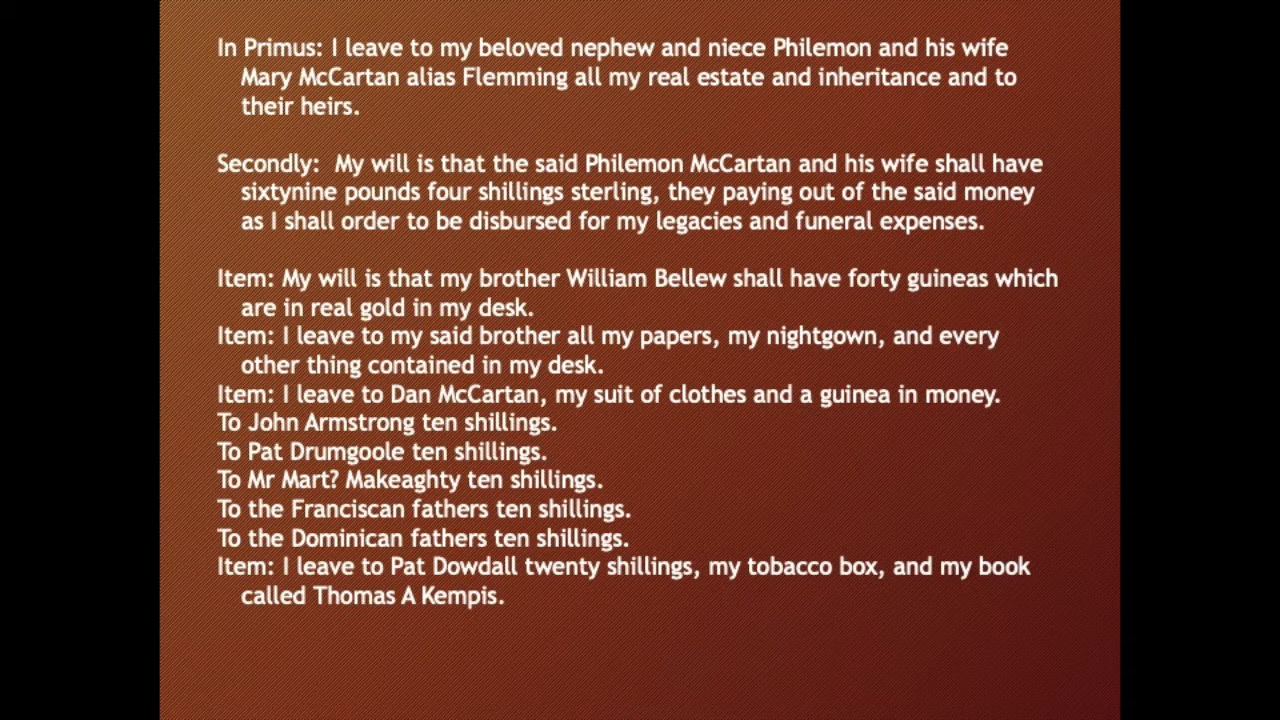 In Primus: I leave to my beloved nephew and niece Philemon and his wife
Mary McCartan alias Flemming all my real estate and inheritance and to
their heirs.
Secondly:  My will is that the said Philemon McCartan and his wife shall have
sixtynine pounds four shillings sterling, they paying out of the said money
as I shall order to be disbursed for my legacies and funeral expenses.
Item: My will is that my brother William Bellew shall have forty guineas which
are in real gold in my desk.
Item: I leave to my said brother all my papers, my nightgown, and every
other thing contained in my desk.
Item: I leave to Dan McCartan, my suit of clothes and a guinea in money.
To John Armstrong ten shillings.
To Pat Drumgoole ten shillings.
To Mr Mart? Makeaghty ten shillings.
To the Franciscan fathers ten shillings.
To the Dominican fathers ten shillings.
Item: I leave to Pat Dowdall twenty shillings, my tobacco box, and my book
called Thomas A Kempis.